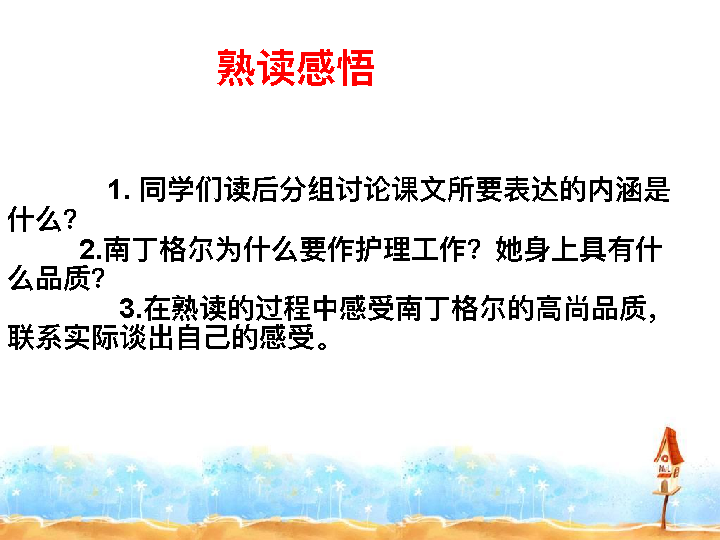 熟读感悟
1. 同学们读后分组讨论课文所要表达的内涵是
什么？
2.南丁格尔为什么要作护理工作？她身上具有什
么品质？
3.在熟读的过程中感受南丁格尔的高尚品质，
联系实际谈出自己的感受。